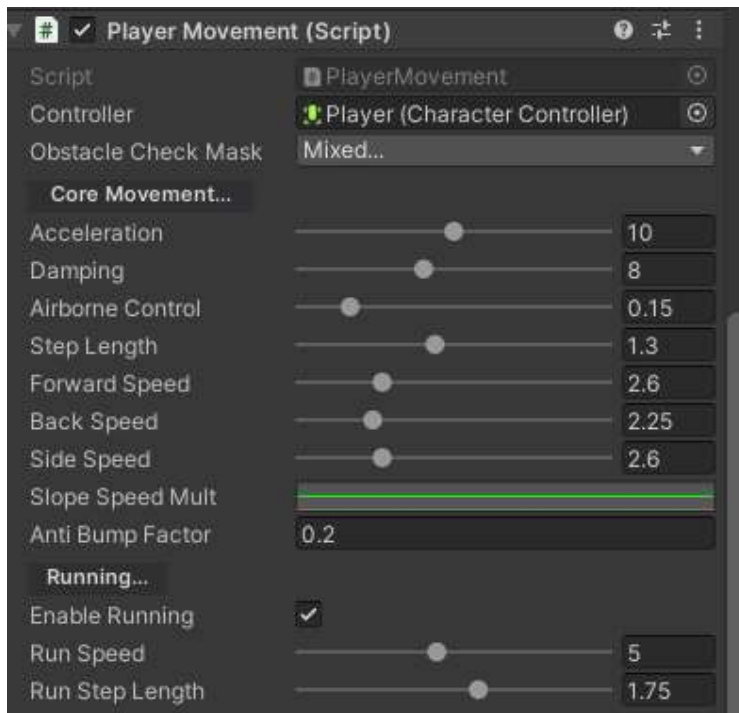 # Player Movement (Script)
Script PlayerMovement
Controller Player (Character Controller)
Obstacle Check Mask Mixed...
Core Movement...
Acceleration 10
Damping 8
Airborne Control 0.15
Step Length 1.3
Forward Speed 2.6
Back Speed 2.25
Side Speed 2.6
Slope Speed Mult
Anti Bump Factor 0.2
Running...
Enable Running
Run Speed 5
Run Step Length 1.75